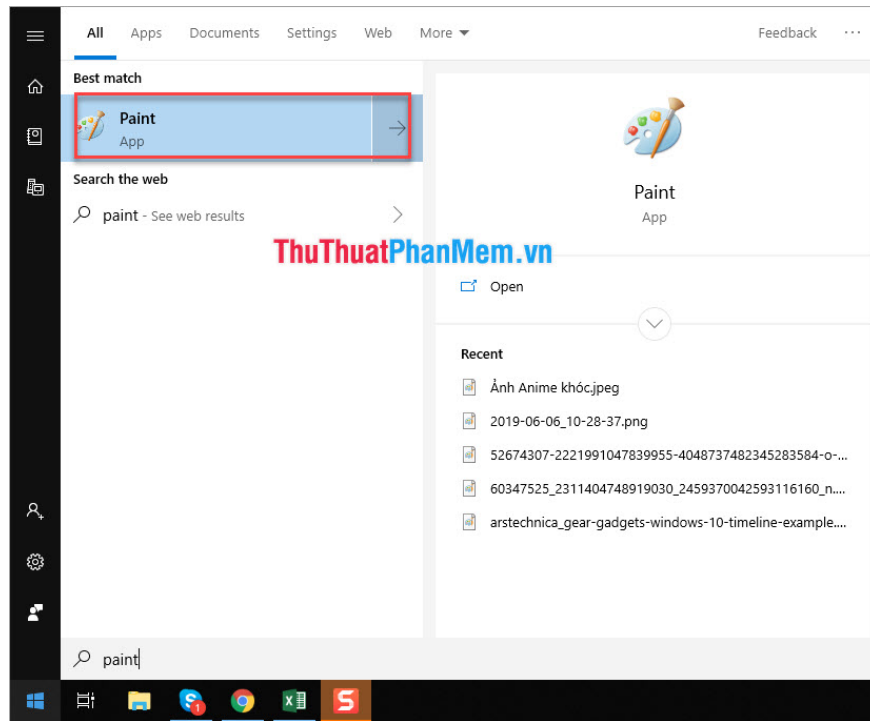 All Apps Documents Settings Web More Feedback ...
Best match
Paint
App
Search the web
paint - See web results
Paint
App
ThuThuatPhanMem.vn
Open
Recent
Ảnh Anime khóc.jpeg
2019-06-06_10-28-37.png
52674307-2221991047839955-4048737482345283584-o-...
60347525_2311404748919030_2459370042593116160_n....
arstechnica_gear-gadgets-windows-10-timeline-example....
paint
1